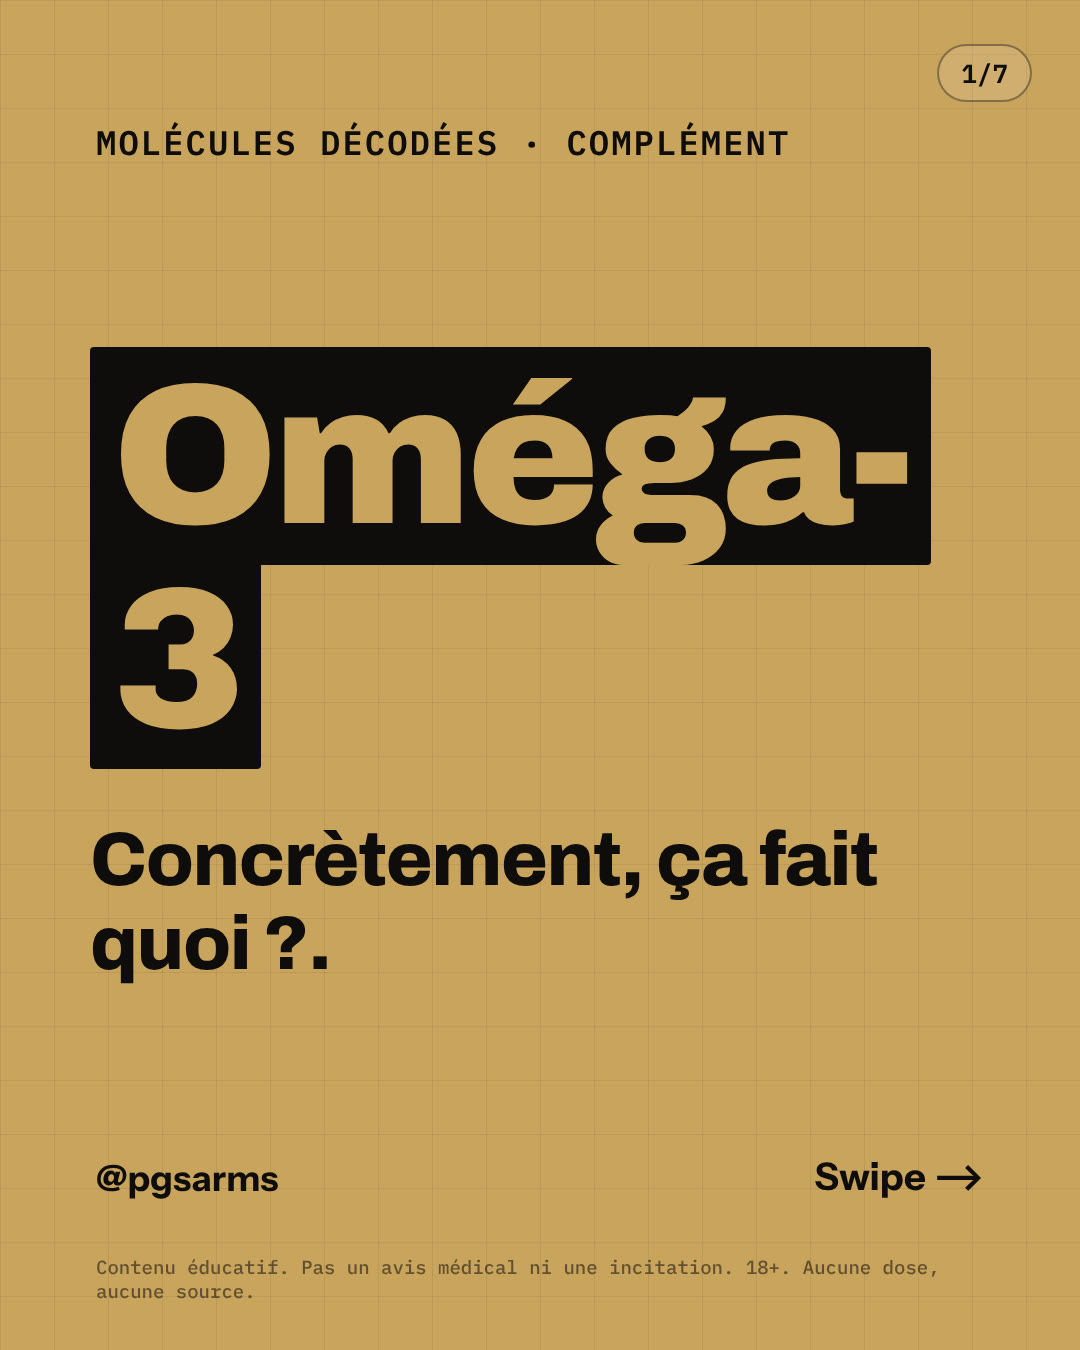 1/7
MOLÉCULES DÉCODÉES · COMPLÉMENT
Oméga-
3
Concrètement, ça fait
quoi ?.
@pgsarms
Swipe →
Contenu éducatif. Pas un avis médical ni une incitation. 18+. Aucune dose,
aucune source.